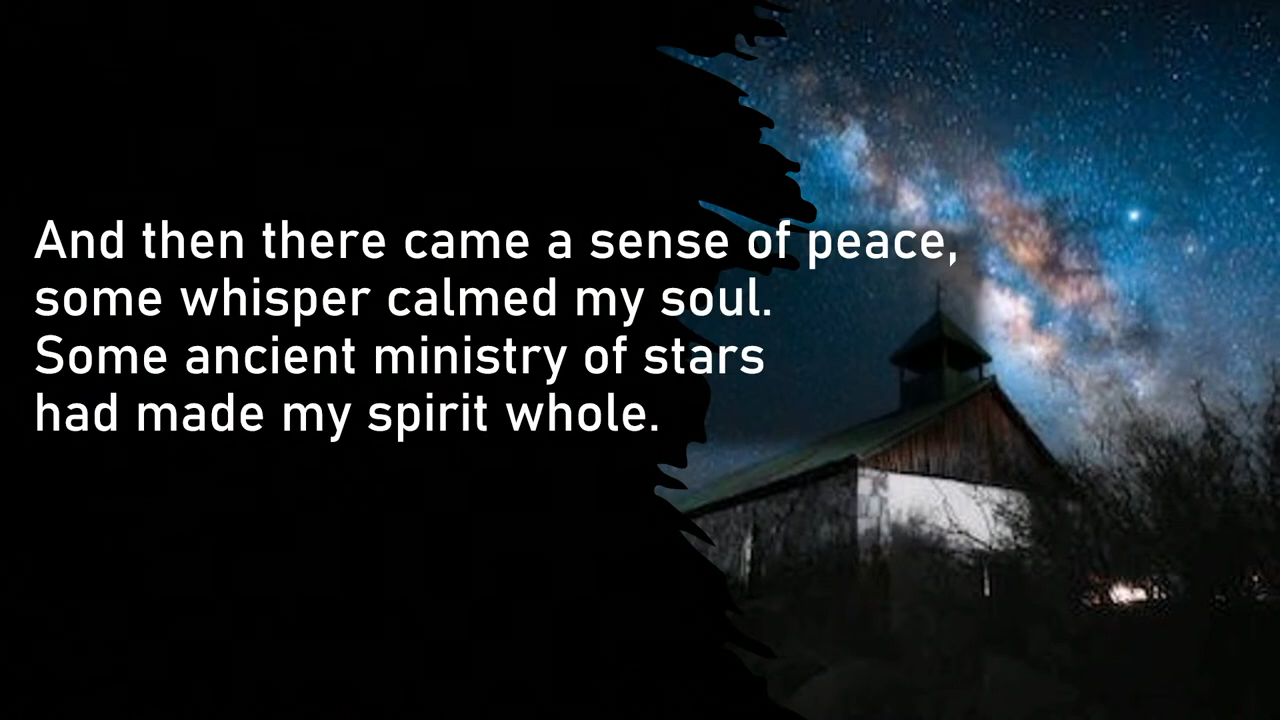 And then there came a sense of peace,
some whisper calmed my soul.
Some ancient ministry of stars
had made my spirit whole.